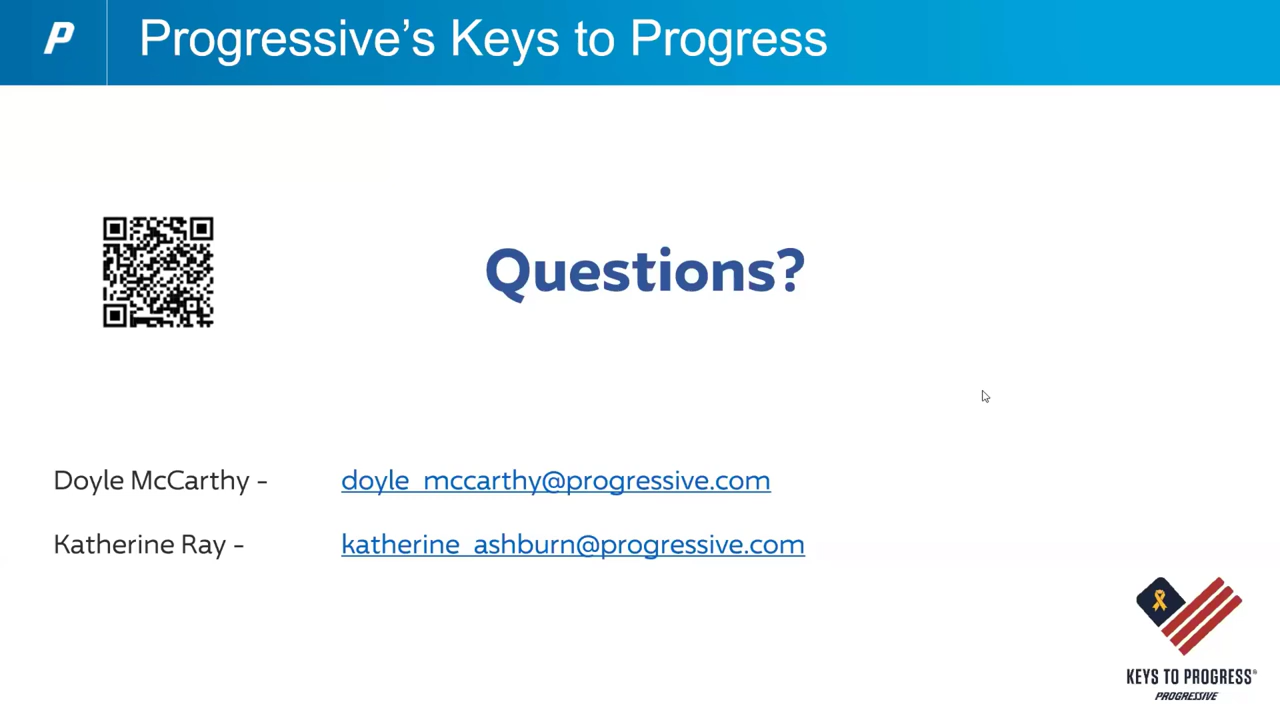 P
Progressive’s Keys to Progress
Questions?
Doyle McCarthy - doyle_mccarthy@progressive.com
Katherine Ray - katherine_ashburn@progressive.com
KEYS TO PROGRESS®
PROGRESSIVE